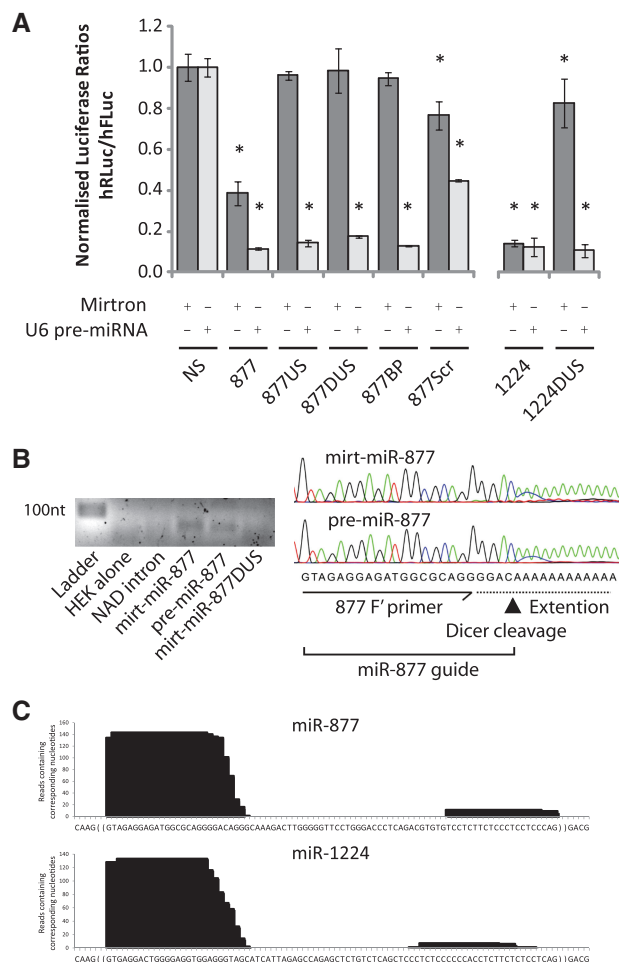 A
Normalised Luciferase Ratios
hRLuc/hFLuc
1.2
1.0
0.8
0.6
0.4
0.2
0.0
* * * * * * * * * * *
Mirtron + – + – + – + – + – + – + – + –
U6 pre-miRNA – + – + – + – + – + – + – + – +
NS 877 877US 877DUS 877BP 877Scr 1224 1224DUS
B
100nt
Ladder
HEK alone
NAD intron
mirt-miR-877
pre-miR-877
mirt-miR-877DUS
mirt-miR-877
pre-miR-877
GTAGAGGAGATGGCGCAGGGGACAAAAAAAAAAAA
877 F' primer
Extention
Dicer cleavage
miR-877 guide
C
miR-877
Reads containing
corresponding nucleotides
160
140
120
100
80
60
40
20
0
CAAG((GTAGAGGAGATGGCGCAGGGGACAGGGCAAAGACTTGGGGGTTCCTGGGACCCTCAGACGTGTGTCCTCTTCTCCCTCCTCCCAG))GACG
miR-1224
Reads containing
corresponding nucleotides
140
120
100
80
60
40
20
0
CAAG((GTGAGGACTGGGGAGGTGGAGGGTAGCATCATTAGAGCCAGAGCTCTGTCTCAGCTCCCTCTCCCCCCACCTCTTCTCTCCTCAG))GACG